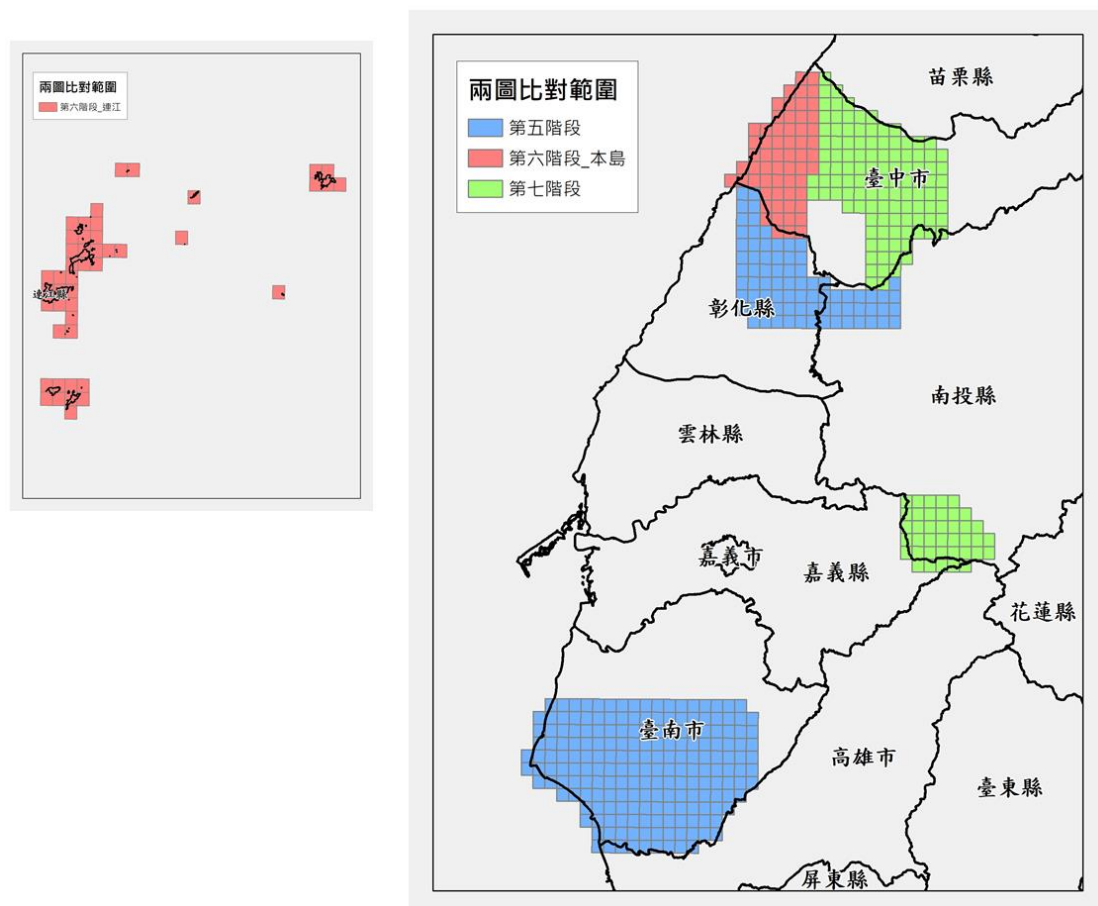 兩圖比對範圍
第六階段_連江
連江縣
兩圖比對範圍
第五階段
第六階段_本島
第七階段
苗栗縣
臺中市
彰化縣
南投縣
雲林縣
嘉義市
嘉義縣
花蓮縣
臺南市
高雄市
臺東縣
屏東縣